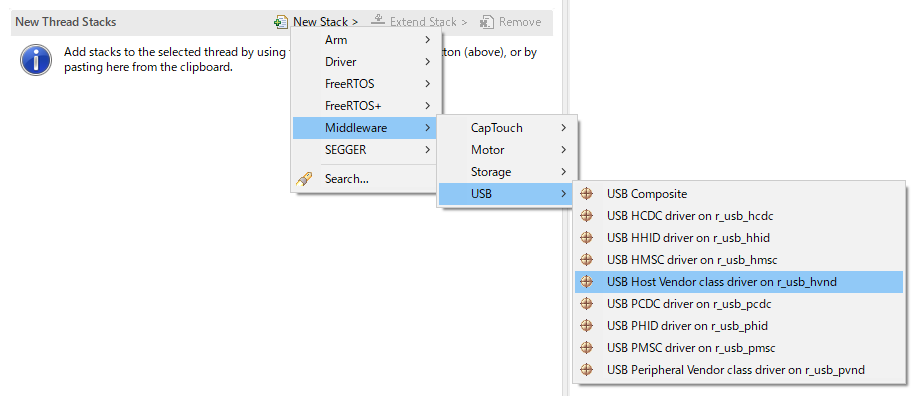 New Thread Stacks
New Stack >
Extend Stack >
Remove
Add stacks to the selected thread by using
tton (above), or by
pasting here from the clipboard.
Arm
Driver
FreeRTOS
FreeRTOS+
Middleware
SEGGER
Search...
CapTouch
Motor
Storage
USB
USB Composite
USB HCDC driver on r_usb_hcdc
USB HHID driver on r_usb_hhid
USB HMSC driver on r_usb_hmsc
USB Host Vendor class driver on r_usb_hvnd
USB PCDC driver on r_usb_pcdc
USB PHID driver on r_usb_phid
USB PMSC driver on r_usb_pmsc
USB Peripheral Vendor class driver on r_usb_pvnd